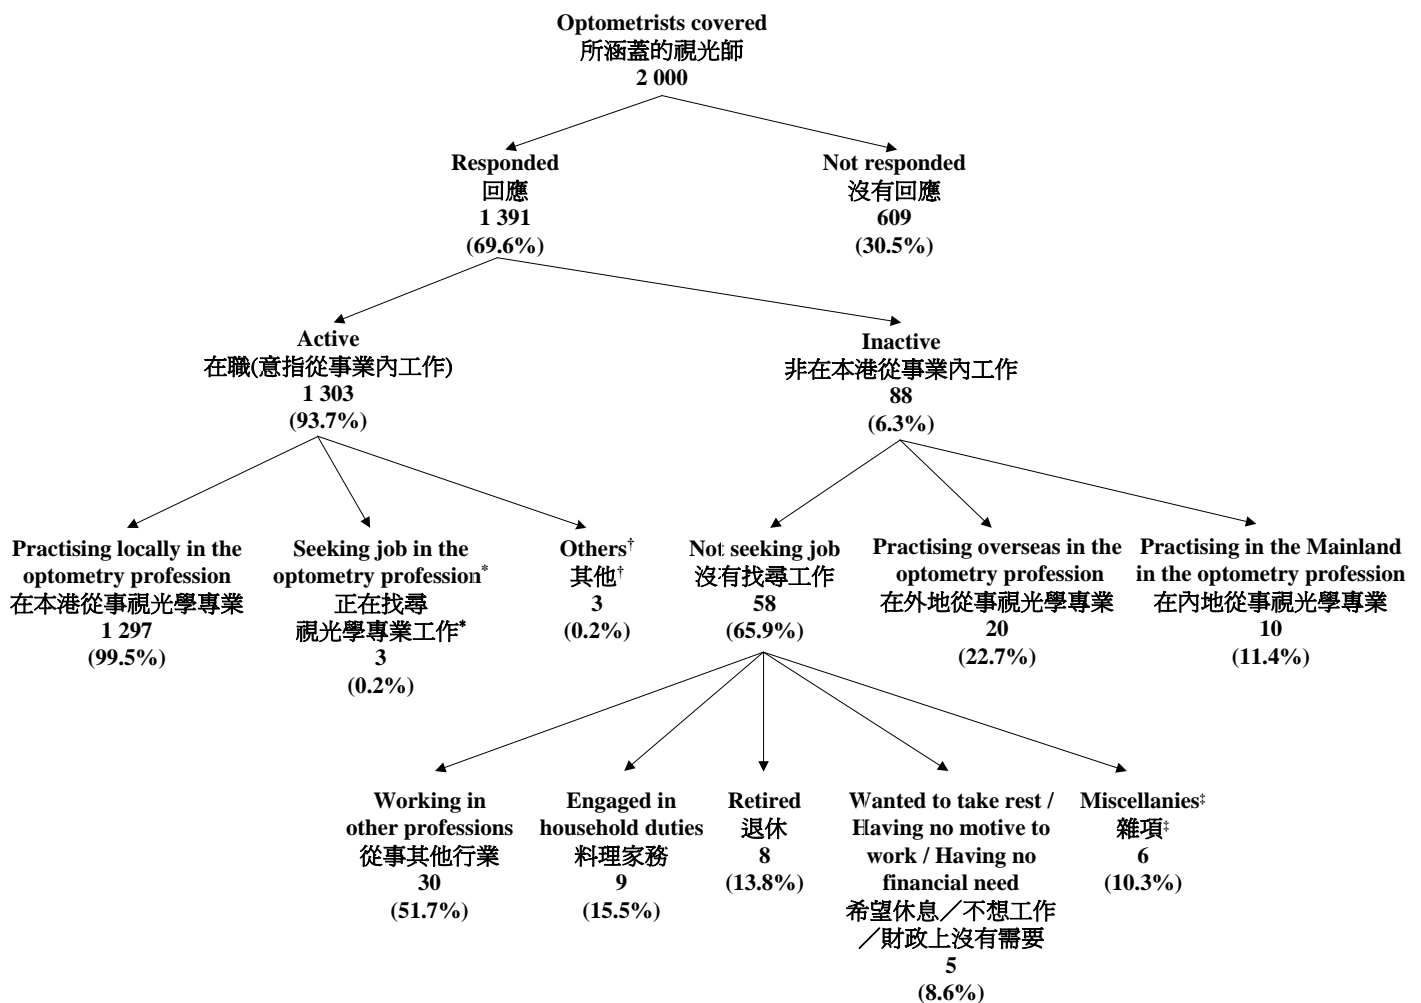 Optometrists covered
所涵蓋的視光師
2 000
Responded
回應
1 391
(69.6%)
Not responded
沒有回應
609
(30.5%)
Active
在職(意指從事業內工作)
1 303
(93.7%)
Inactive
非在本港從事業內工作
88
(6.3%)
Practising locally in the
optometry profession
在本港從事視光學專業
1 297
(99.5%)
Seeking job in the
optometry profession*
正在找尋
視光學專業工作*
3
(0.2%)
Others†
其他†
3
(0.2%)
Not seeking job
沒有找尋工作
58
(65.9%)
Practising overseas in the
optometry profession
在外地從事視光學專業
20
(22.7%)
Practising in the Mainland
in the optometry profession
在內地從事視光學專業
10
(11.4%)
Working in
other professions
從事其他行業
30
(51.7%)
Engaged in
household duties
料理家務
9
(15.5%)
Retired
退休
8
(13.8%)
Wanted to take rest /
Having no motive to
work / Having no
financial need
希望休息／不想工作
／財政上沒有需要
5
(8.6%)
Miscellanies‡
雜項‡
6
(10.3%)